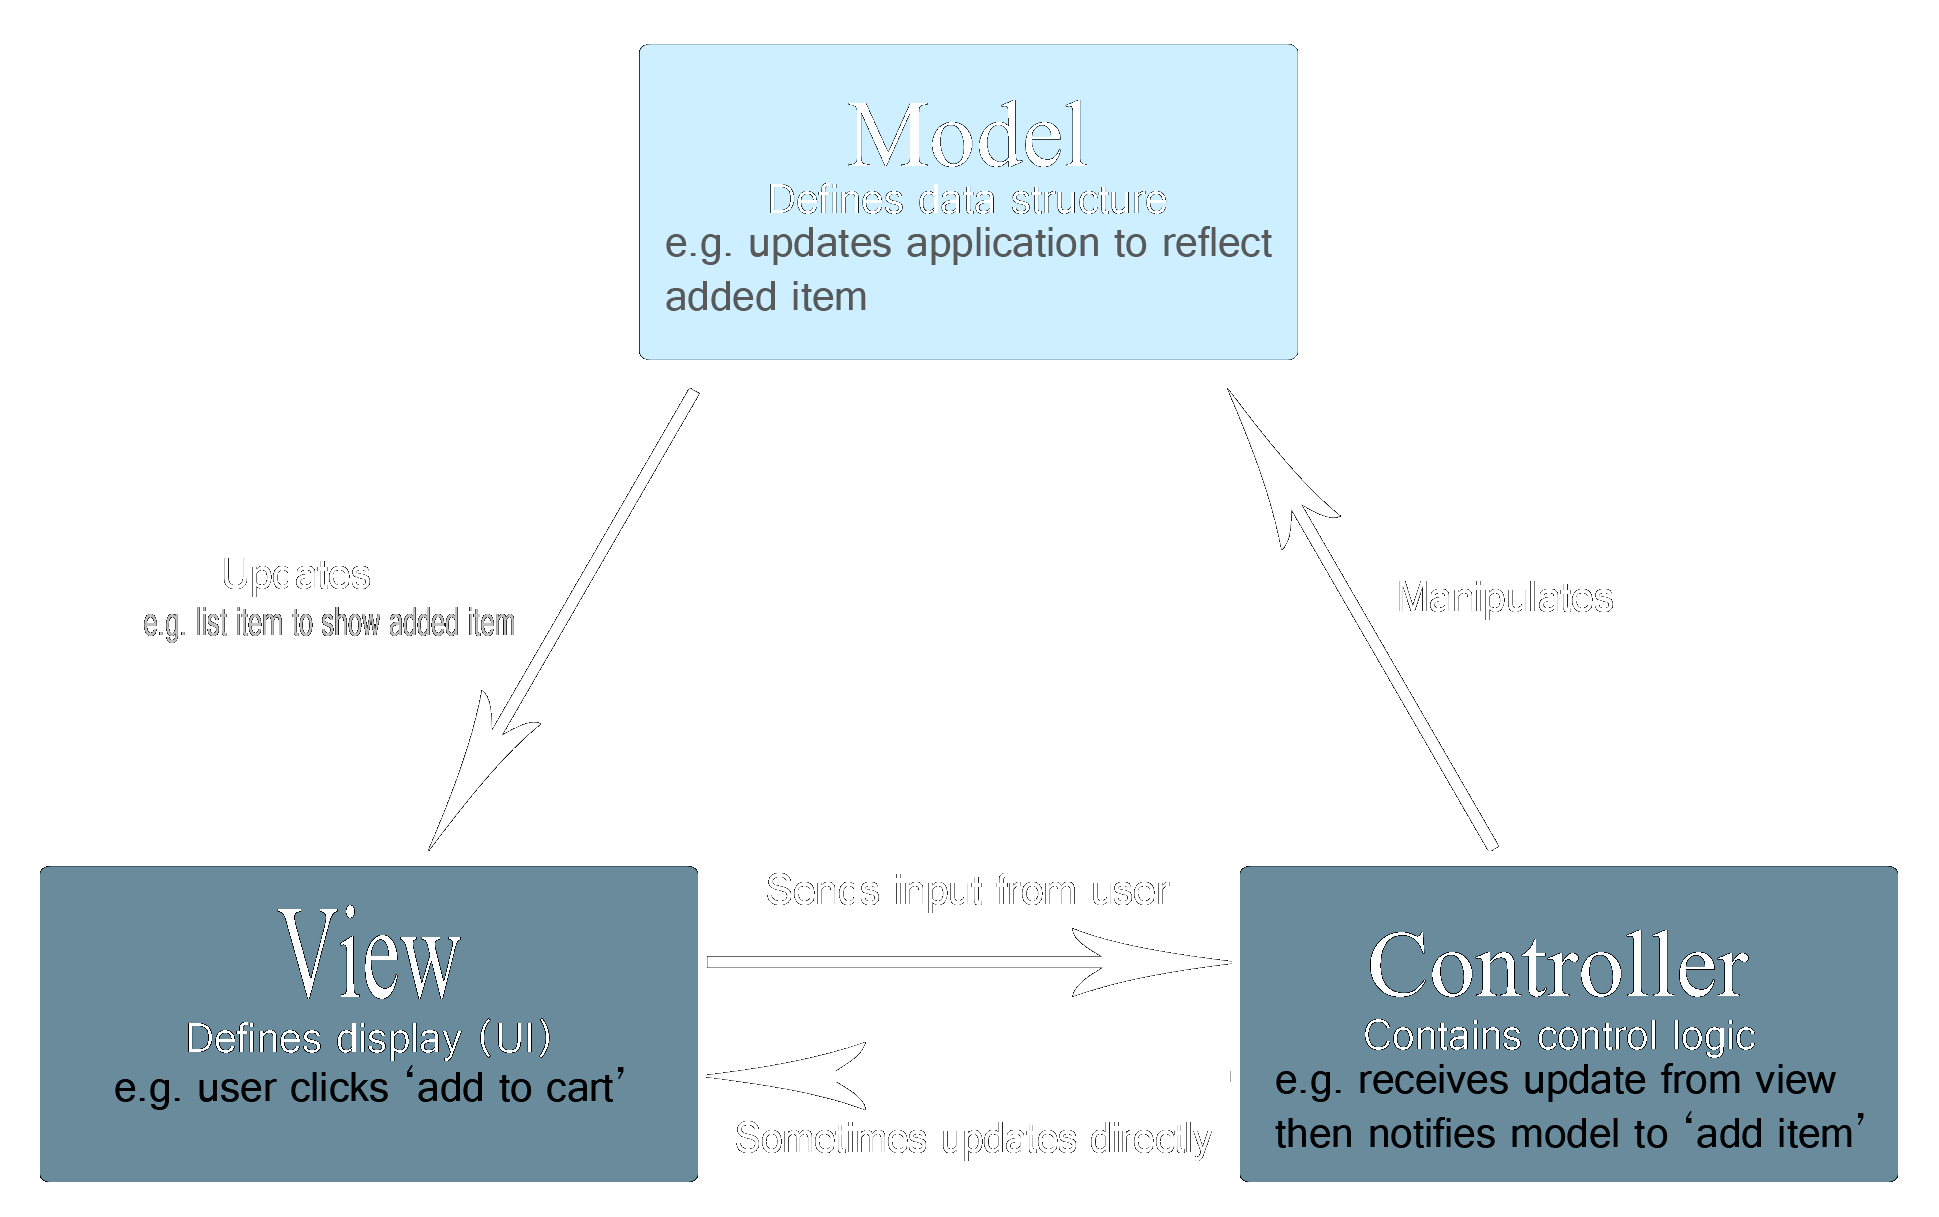 Model
Defines data structure
e.g. updates application to reflect
added item
Updates
e.g. list item to show added item
Manipulates
Sends input from user
View
Defines display (UI)
e.g. user clicks ‘add to cart’
Controller
Contains control logic
e.g. receives update from view
then notifies model to ‘add item’
Sometimes updates directly